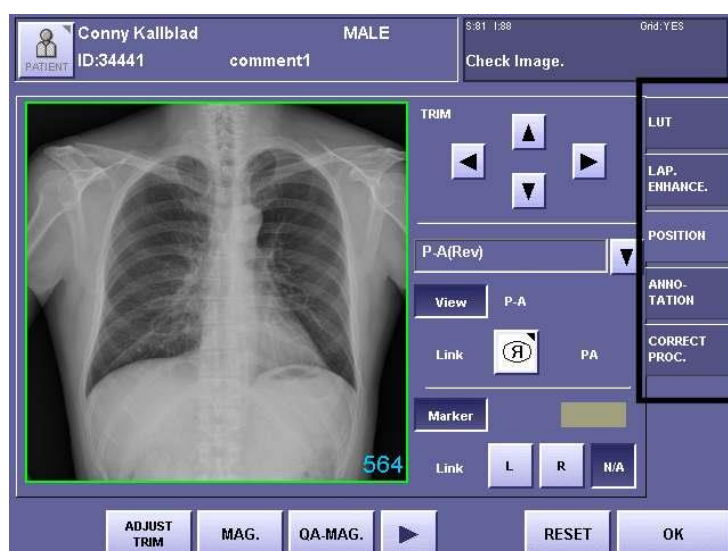 Conny Kallblad MALE
PATIENT ID:34441 comment1
S:81 I:88 Grid:YES
Check Image.
TRIM
P-A(Rev)
View P-A
Link R PA
Marker
Link L R N/A
564
LUT
LAP.
ENHANCE.
POSITION
ANNO-
TATION
CORRECT
PROC.
ADJUST
TRIM
MAG.
QA-MAG.
RESET
OK